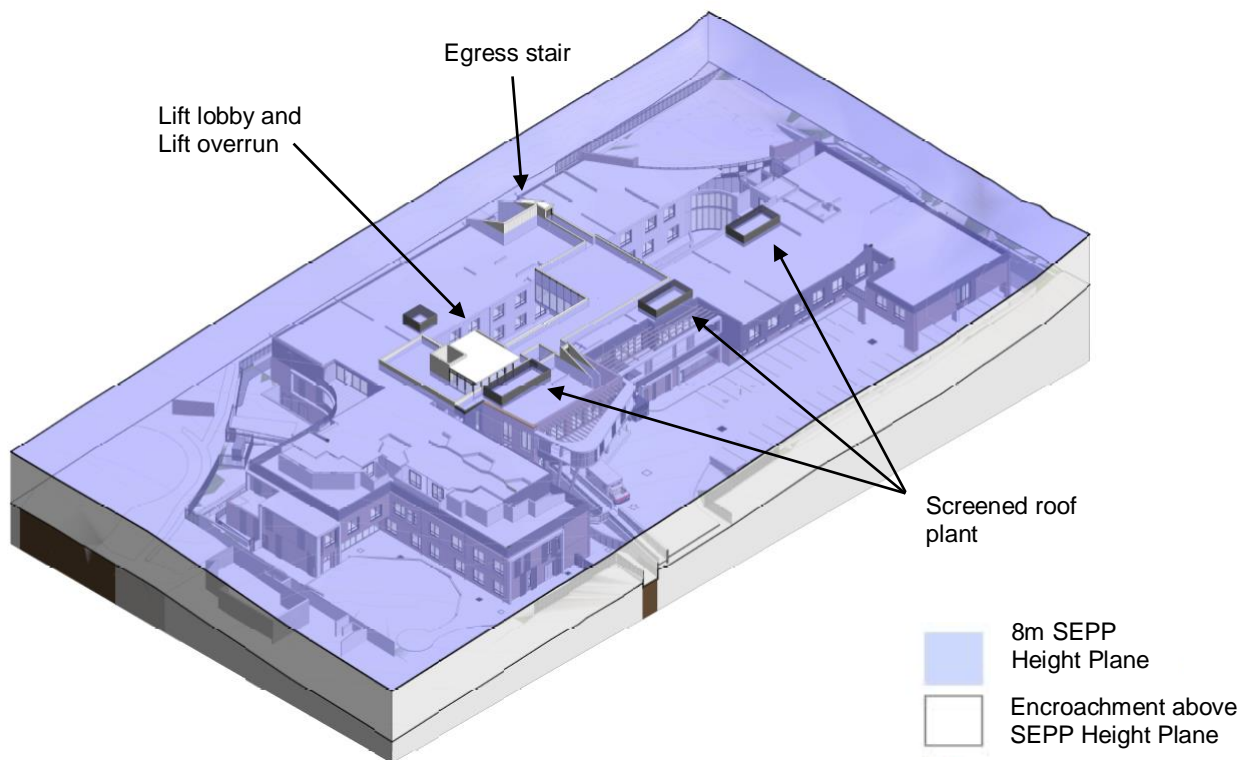 Egress stair
Lift lobby and
Lift overrun
Screened roof
plant
8m SEPP
Height Plane
Encroachment above
SEPP Height Plane